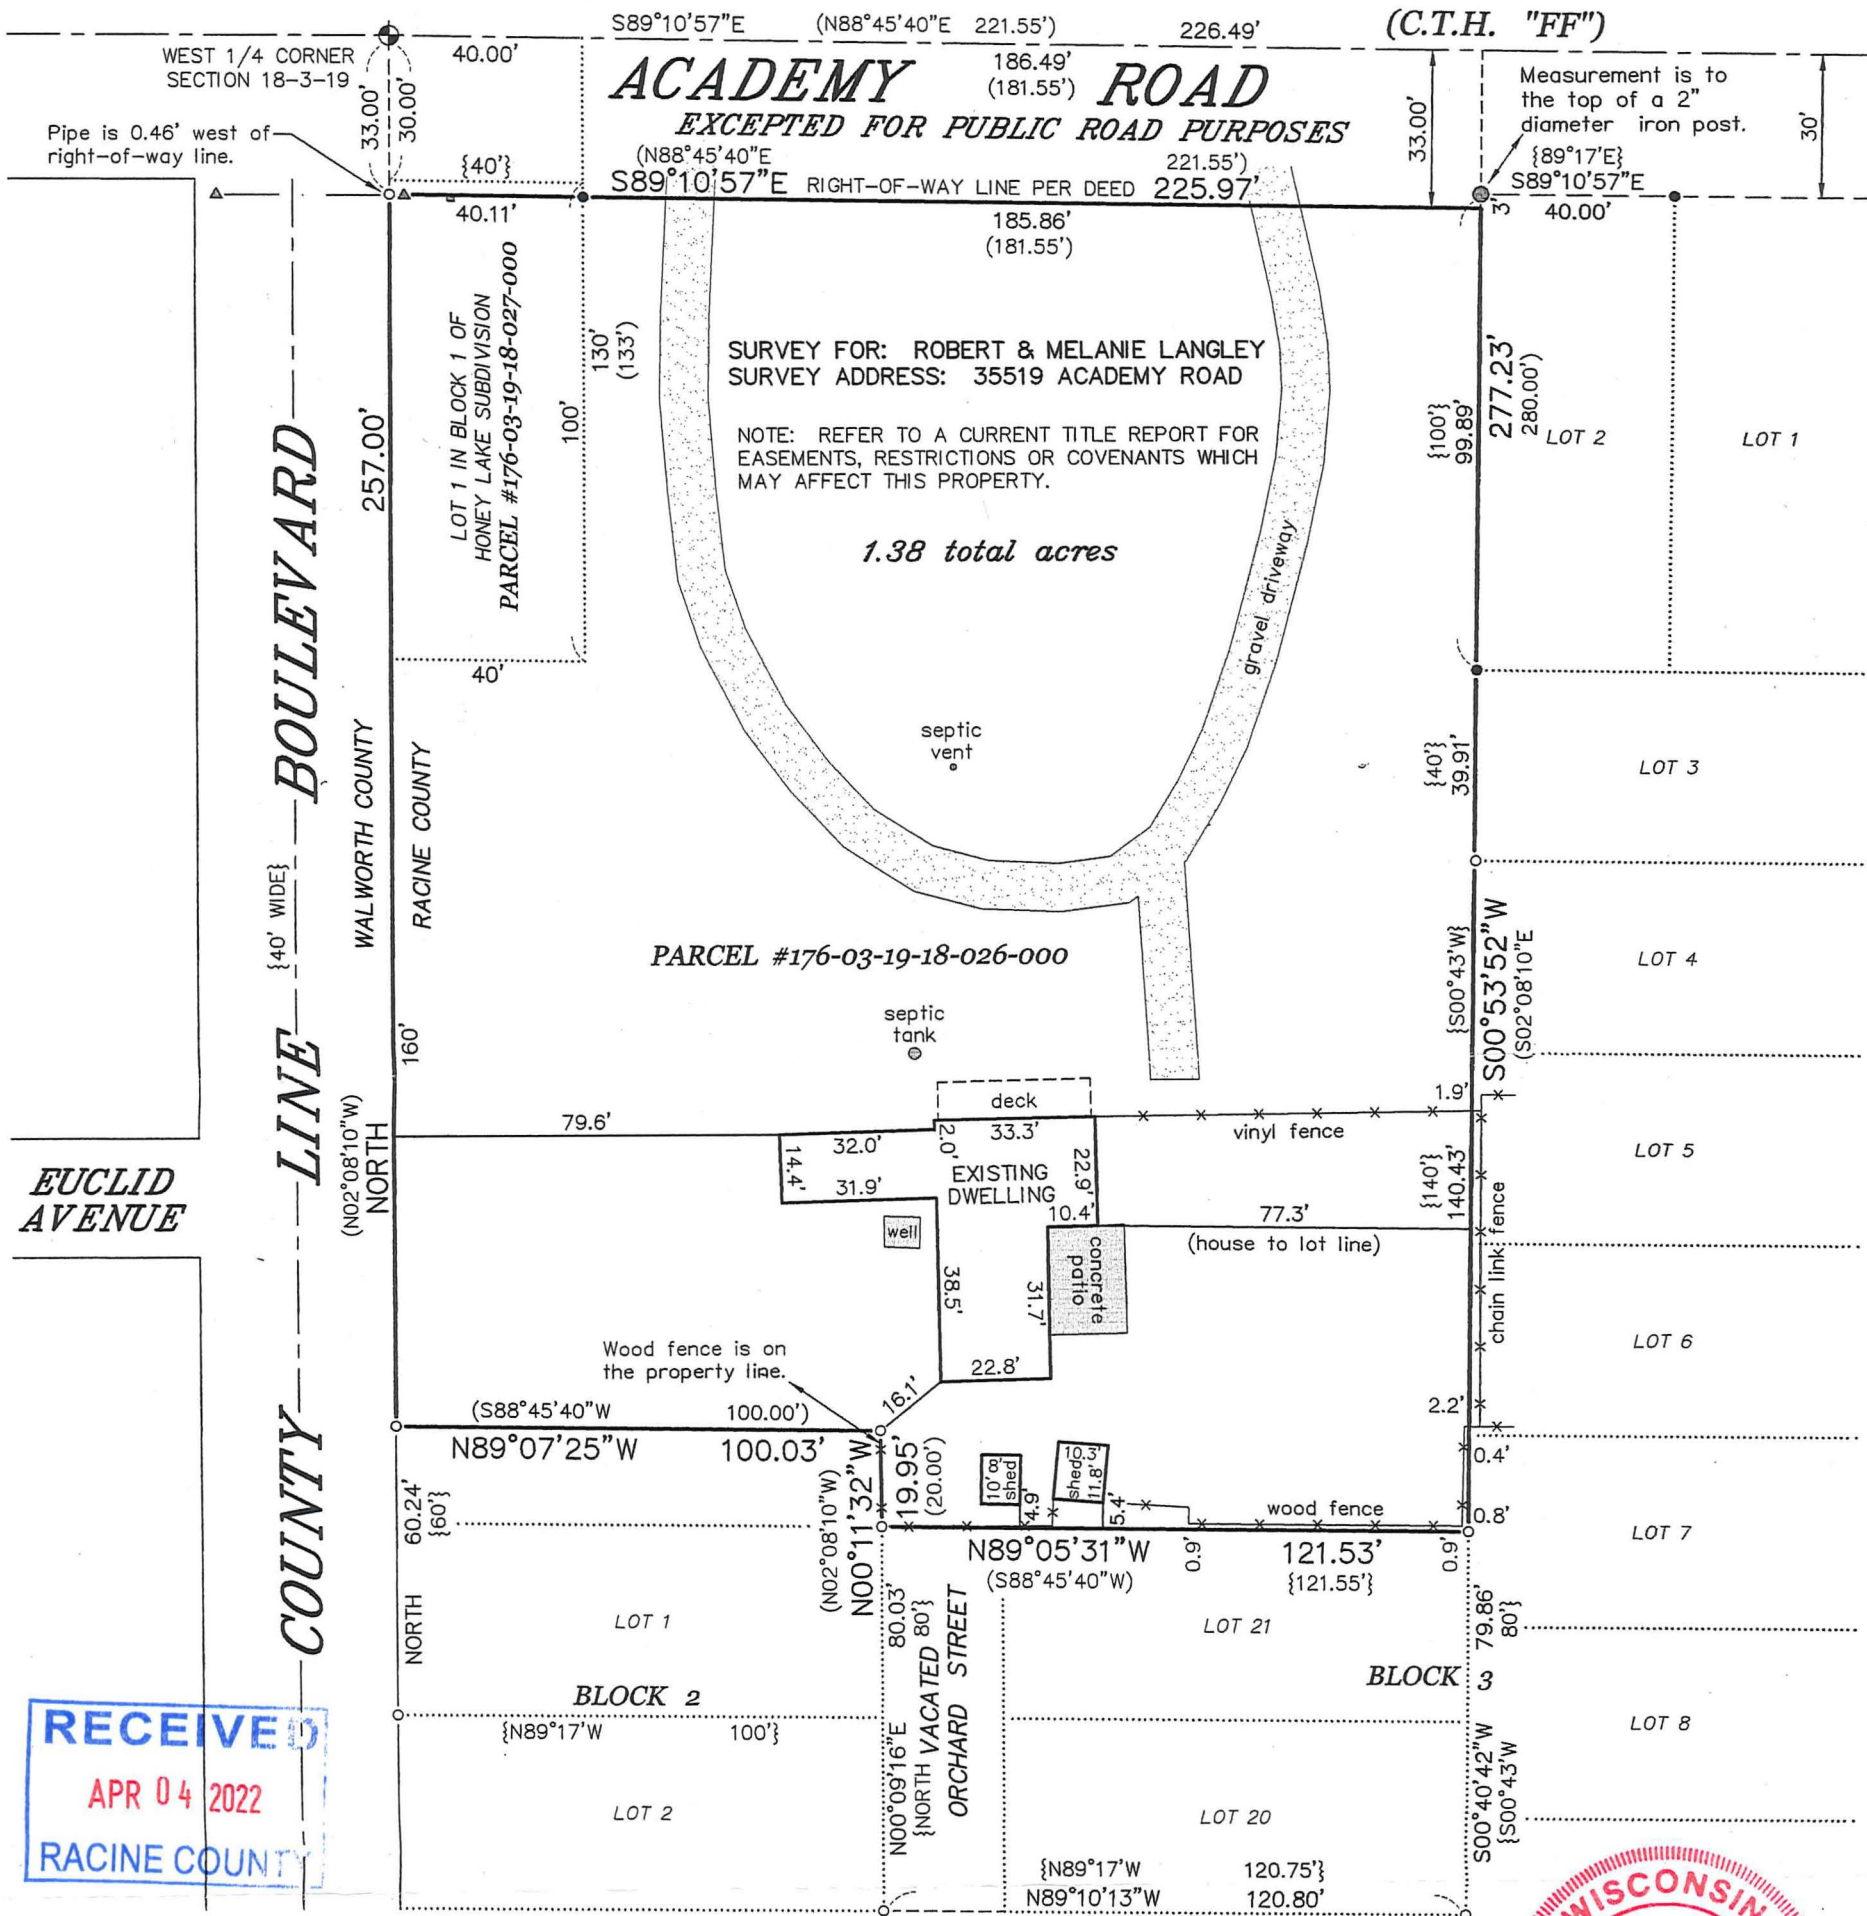 S89°10'57"E (N88°45'40"E 221.55') 226.49' (C.T.H. "FF")
WEST 1/4 CORNER
SECTION 18-3-19
40.00'
186.49'
(181.55')
ACADEMY ROAD
EXCEPTED FOR PUBLIC ROAD PURPOSES
33.00'
30.00'
33.00'
Measurement is to
the top of a 2"
diameter iron post.
30'
Pipe is 0.46' west of
right-of-way line.
{40'}
(N88°45'40"E 221.55')
S89°10'57"E RIGHT-OF-WAY LINE PER DEED 225.97'
{89°17'E}
S89°10'57"E
40.00'
3'
40.11'
185.86'
(181.55')
LOT 1 IN BLOCK 1 OF
HONEY LAKE SUBDIVISION
PARCEL #176-03-19-18-027-000
130'
(133')
100'
40'
257.00'
SURVEY FOR: ROBERT & MELANIE LANGLEY
SURVEY ADDRESS: 35519 ACADEMY ROAD
NOTE: REFER TO A CURRENT TITLE REPORT FOR
EASEMENTS, RESTRICTIONS OR COVENANTS WHICH
MAY AFFECT THIS PROPERTY.
1.38 total acres
gravel driveway
{100'}
99.89'
277.23'
280.00')
LOT 2
LOT 1
COUNTY LINE BOULEVARD
{40' WIDE}
WALWORTH COUNTY
RACINE COUNTY
septic
vent
{40'}
39.91'
LOT 3
PARCEL #176-03-19-18-026-000
{S00°43'W}
S00°53'52"W
(S02°08'10"E
LOT 4
septic
tank
160'
(N02°08'10"W)
NORTH
EUCLID
AVENUE
79.6'
deck
33.3'
32.0'
2.0'
14.4'
31.9'
EXISTING
DWELLING
22.9'
10.4'
vinyl fence
1.9'
{140'}
140.43'
LOT 5
well
77.3'
(house to lot line)
concrete
patio
38.5'
31.7'
22.8'
chain link fence
LOT 6
Wood fence is on
the property line.
16.1'
2.2'
(S88°45'40"W 100.00')
N89°07'25"W 100.03'
(N02°08'10"W)
N00°11'32"W
19.95'
(20.00')
10'
8'
shed
4.9'
10.3'
shed
11.8'
5.4'
wood fence
0.4'
0.8'
60.24'
{60'}
N89°05'31"W 121.53'
(S88°45'40"W) {121.55'}
0.9'
0.9'
LOT 7
NORTH
LOT 1
80.03'
{NORTH VACATED 80'}
ORCHARD STREET
N00°09'16"E
LOT 21
79.86'
80'}
BLOCK 2
BLOCK 3
{N89°17'W 100'}
LOT 8
RECEIVED
APR 04 2022
RACINE COUNTY
LOT 2
LOT 20
S00°40'42"W
{S00°43'W
{N89°17'W 120.75'}
N89°10'13"W 120.80'
WISCONSIN